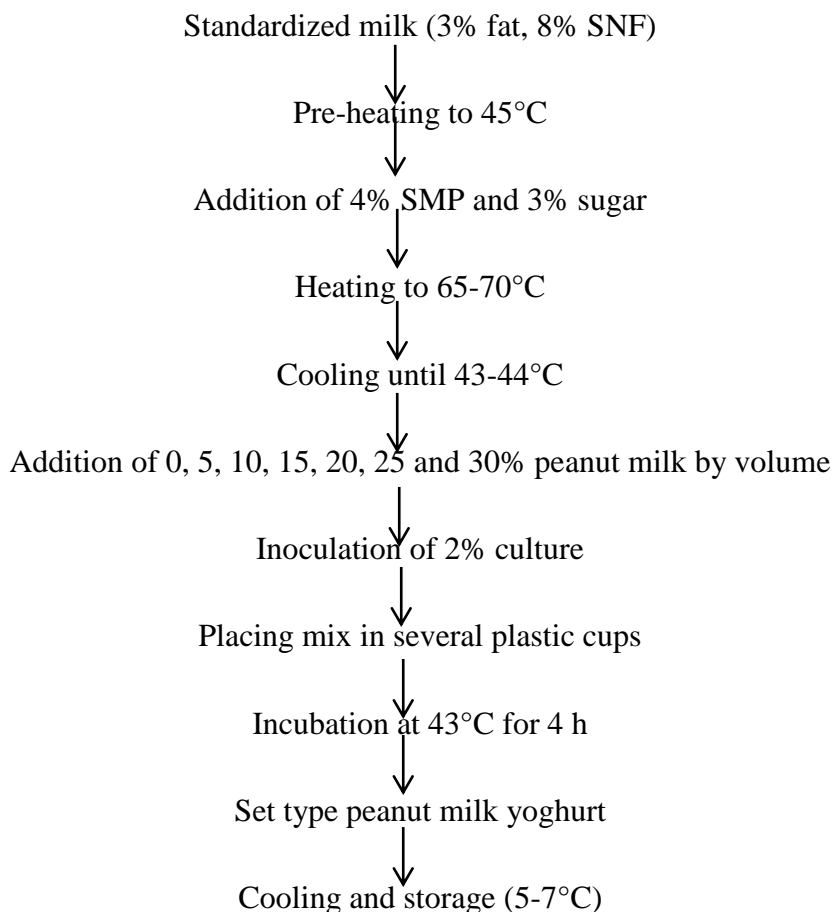 Standardized milk (3% fat, 8% SNF)
Pre-heating to 45°C
Addition of 4% SMP and 3% sugar
Heating to 65-70°C
Cooling until 43-44°C
Addition of 0, 5, 10, 15, 20, 25 and 30% peanut milk by volume
Inoculation of 2% culture
Placing mix in several plastic cups
Incubation at 43°C for 4 h
Set type peanut milk yoghurt
Cooling and storage (5-7°C)